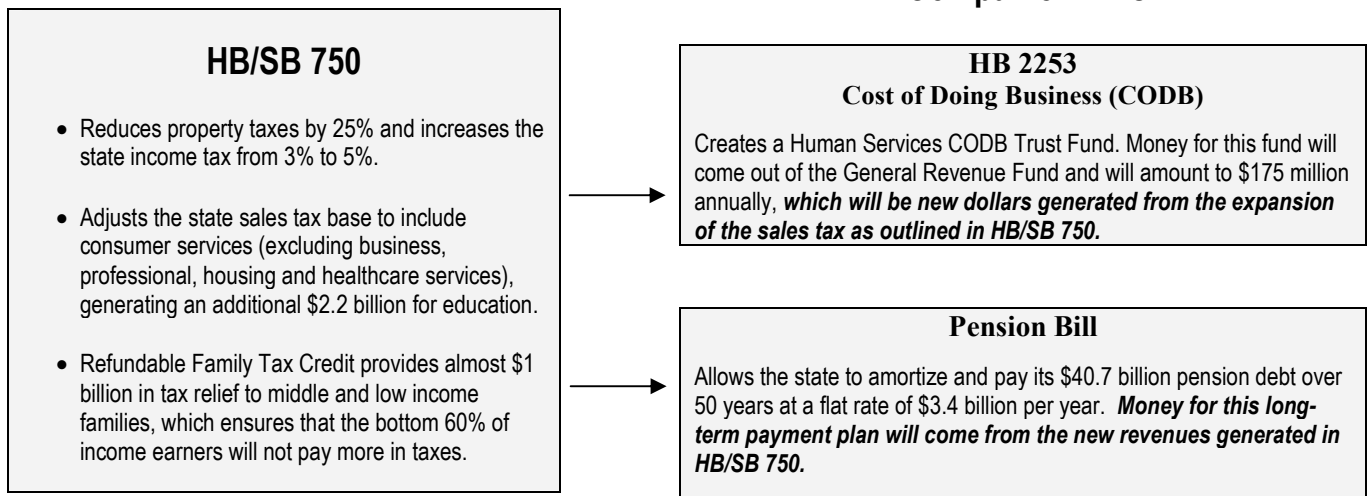 HB/SB 750
• Reduces property taxes by 25% and increases the
state income tax from 3% to 5%.
• Adjusts the state sales tax base to include
consumer services (excluding business,
professional, housing and healthcare services),
generating an additional $2.2 billion for education.
• Refundable Family Tax Credit provides almost $1
billion in tax relief to middle and low income
families, which ensures that the bottom 60% of
income earners will not pay more in taxes.
HB 2253
Cost of Doing Business (CODB)
Creates a Human Services CODB Trust Fund. Money for this fund will
come out of the General Revenue Fund and will amount to $175 million
annually, which will be new dollars generated from the expansion
of the sales tax as outlined in HB/SB 750.
Pension Bill
Allows the state to amortize and pay its $40.7 billion pension debt over
50 years at a flat rate of $3.4 billion per year. Money for this long-
term payment plan will come from the new revenues generated in
HB/SB 750.